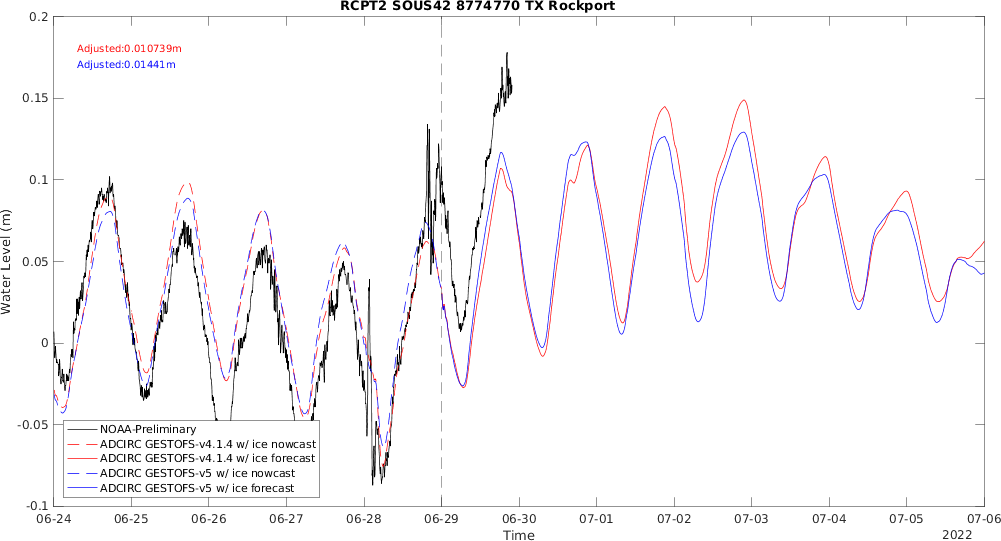 RCPT2 SOUS42 8774770 TX Rockport
Adjusted:0.010739m
Adjusted:0.01441m
Water Level (m)
0.2
0.15
0.1
0.05
0
-0.05
-0.1
NOAA-Preliminary
ADCIRC GESTOFS-v4.1.4 w/ ice nowcast
ADCIRC GESTOFS-v4.1.4 w/ ice forecast
ADCIRC GESTOFS-v5 w/ ice nowcast
ADCIRC GESTOFS-v5 w/ ice forecast
06-24 06-25 06-26 06-27 06-28 06-29 06-30 07-01 07-02 07-03 07-04 07-05 07-06
Time
2022